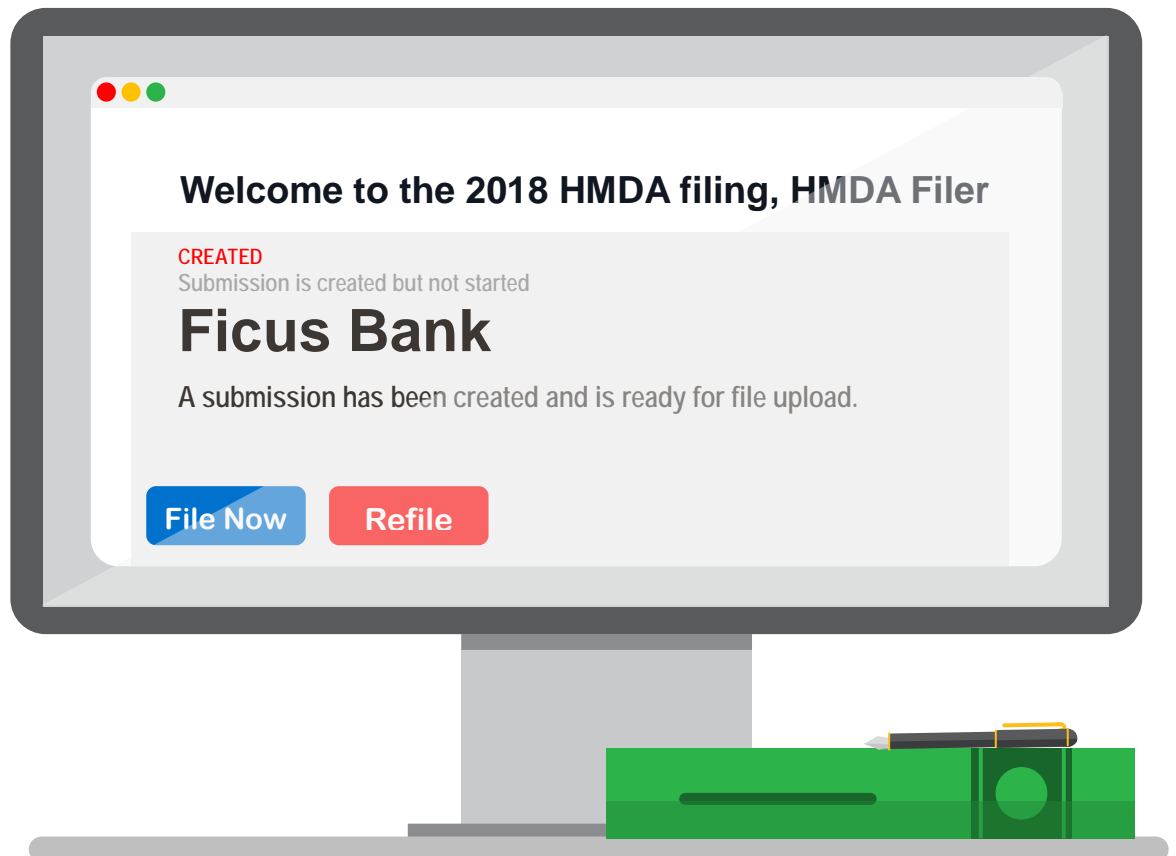 Welcome to the 2018 HMDA filing, HMDA Filer
CREATED
Submission is created but not started
Ficus Bank
A submission has been created and is ready for file upload.
File Now
Refile